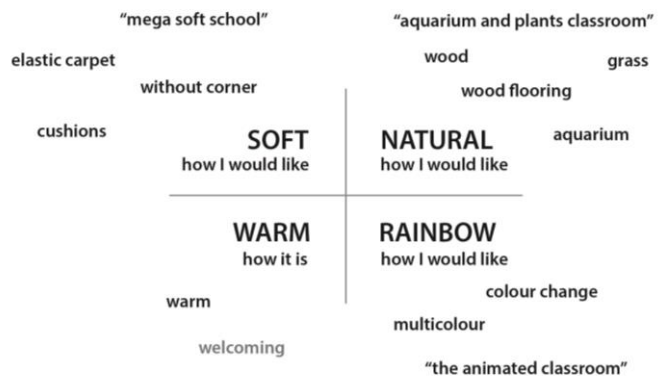 “mega soft school”
“aquarium and plants classroom”
elastic carpet
wood
grass
without corner
wood flooring
cushions
aquarium
SOFT
how I would like
NATURAL
how I would like
WARM
how it is
RAINBOW
how I would like
warm
colour change
multicolour
welcoming
“the animated classroom”